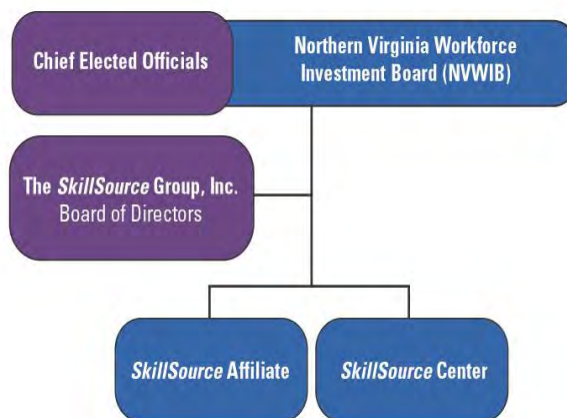 Chief Elected Officials
Northern Virginia Workforce
Investment Board (NVWIB)
The SkillSource Group, Inc.
Board of Directors
SkillSource Affiliate
SkillSource Center